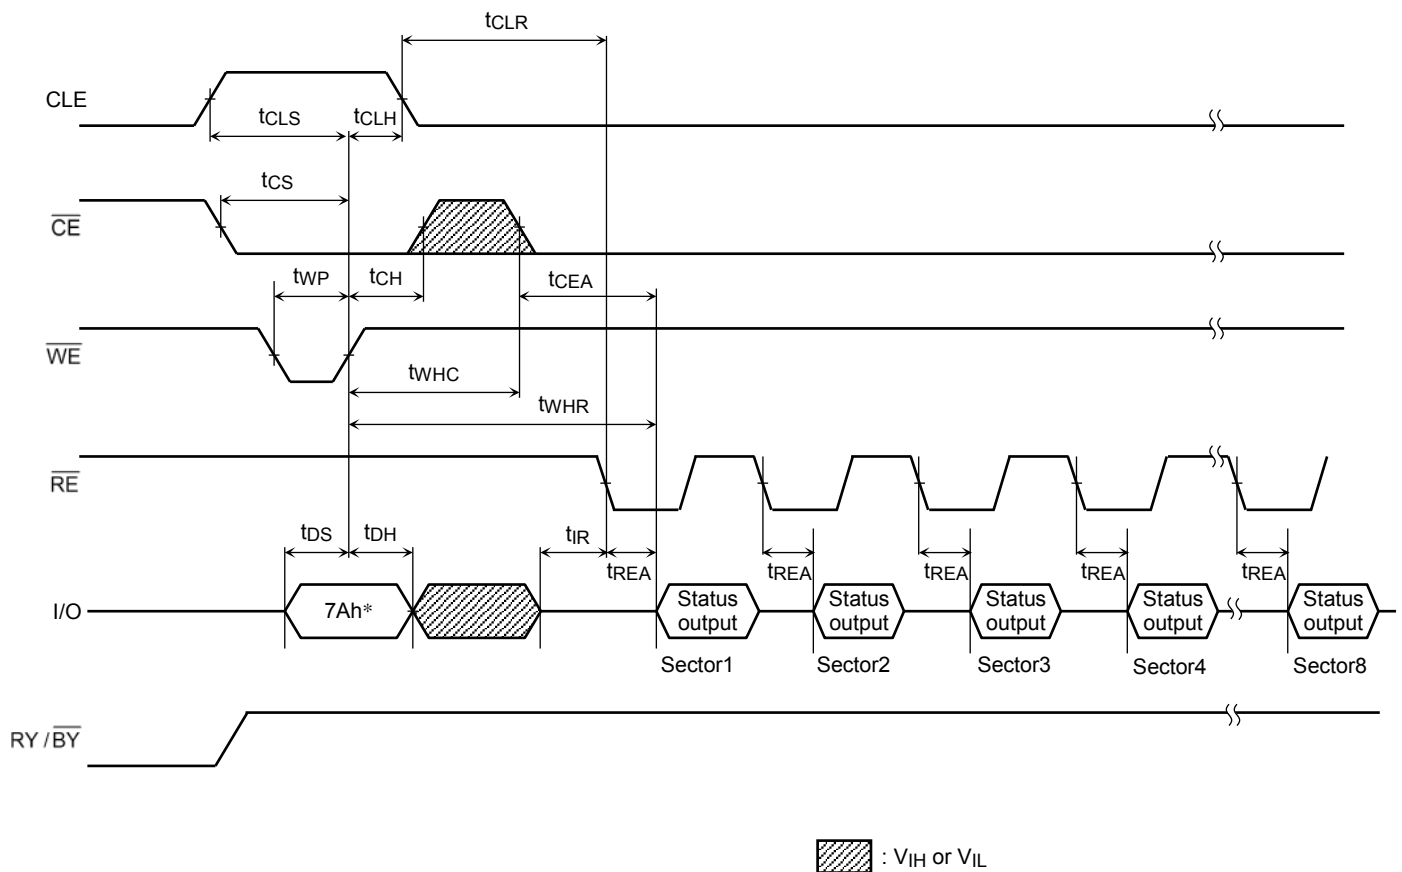 tCLR
CLE
tCLS
tCLH
tCS
CE
tWP
tCH
tCEA
WE
tWHC
tWHR
RE
tDS
tDH
tIR
tREA
tREA
tREA
tREA
tREA
I/O
7Ah*
Status output
Status output
Status output
Status output
Status output
Sector1
Sector2
Sector3
Sector4
Sector8
RY / BY
: VIH or VIL